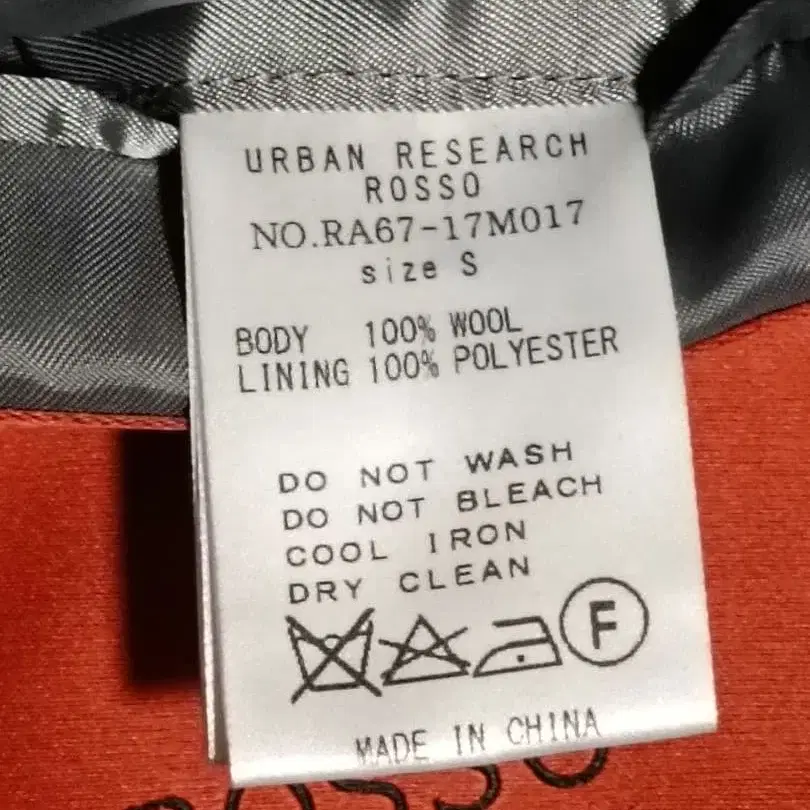 URBAN RESEARCH
ROSSO
NO.RA67-17M017
size S
BODY 100% WOOL
LINING 100% POLYESTER
DO NOT WASH
DO NOT BLEACH
COOL IRON
DRY CLEAN
F
MADE IN CHINA
ROSSO